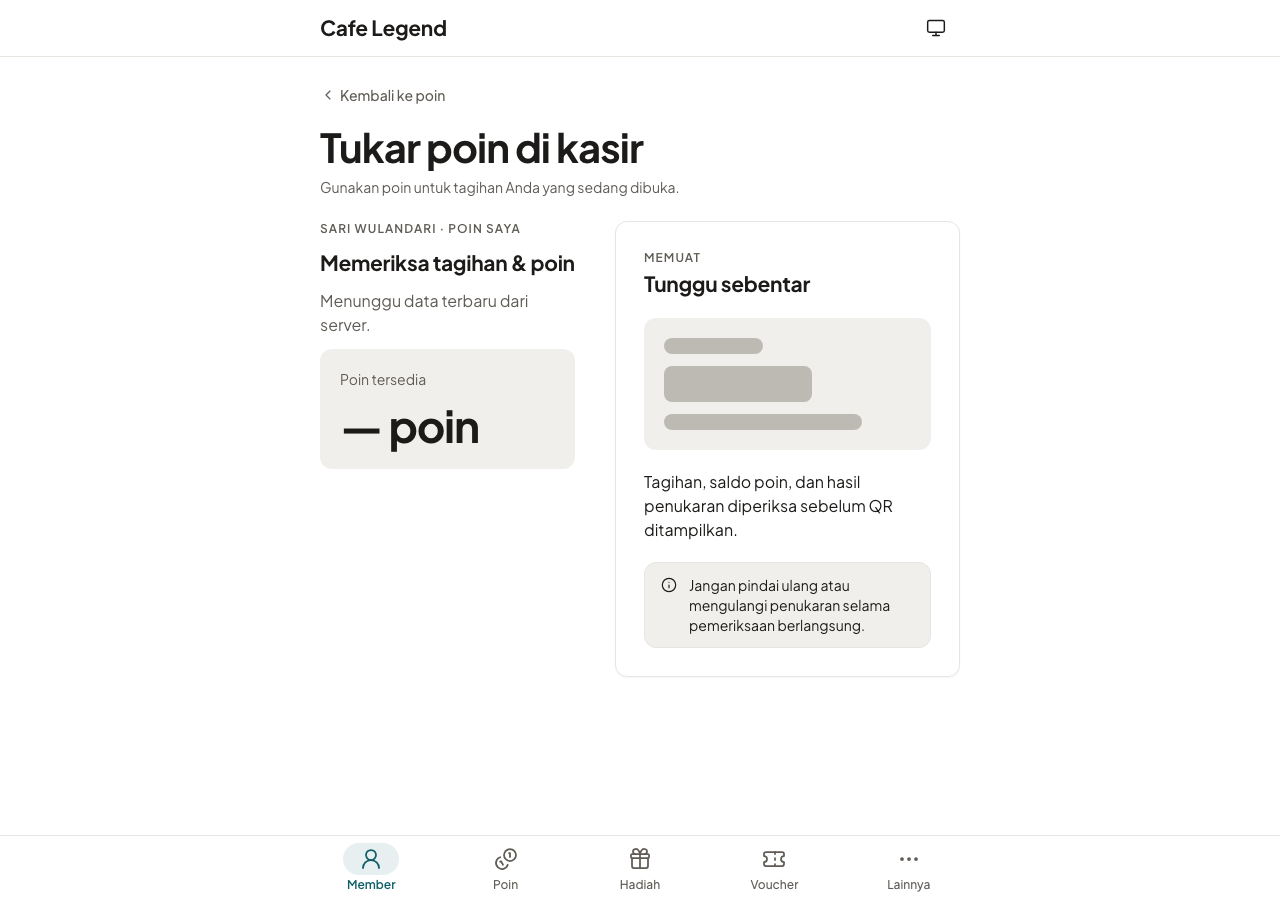 Cafe Legend
Kembali ke poin
Tukar poin di kasir
Gunakan poin untuk tagihan Anda yang sedang dibuka.
SARI WULANDARI · POIN SAYA
Memeriksa tagihan & poin
Menunggu data terbaru dari
server.
Poin tersedia
— poin
MEMUAT
Tunggu sebentar
Tagihan, saldo poin, dan hasil
penukaran diperiksa sebelum QR
ditampilkan.
Jangan pindai ulang atau
mengulangi penukaran selama
pemeriksaan berlangsung.
Member
Poin
Hadiah
Voucher
Lainnya